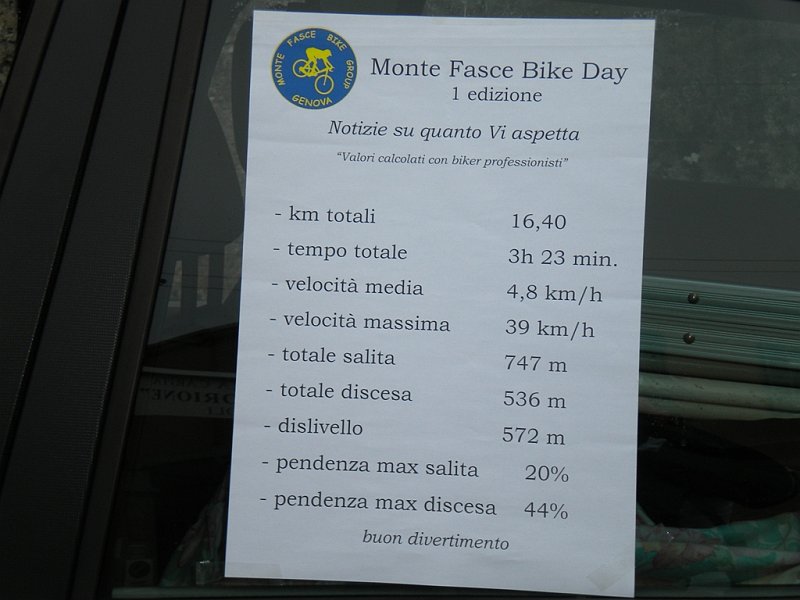 MONTE FASCE BIKE GROUP
GENOVA
Monte Fasce Bike Day
1 edizione
Notizie su quanto Vi aspetta
"Valori calcolati con biker professionisti"
- km totali 16,40
- tempo totale 3h 23 min.
- velocità media 4,8 km/h
- velocità massima 39 km/h
- totale salita 747 m
- totale discesa 536 m
- dislivello 572 m
- pendenza max salita 20%
- pendenza max discesa 44%
buon divertimento